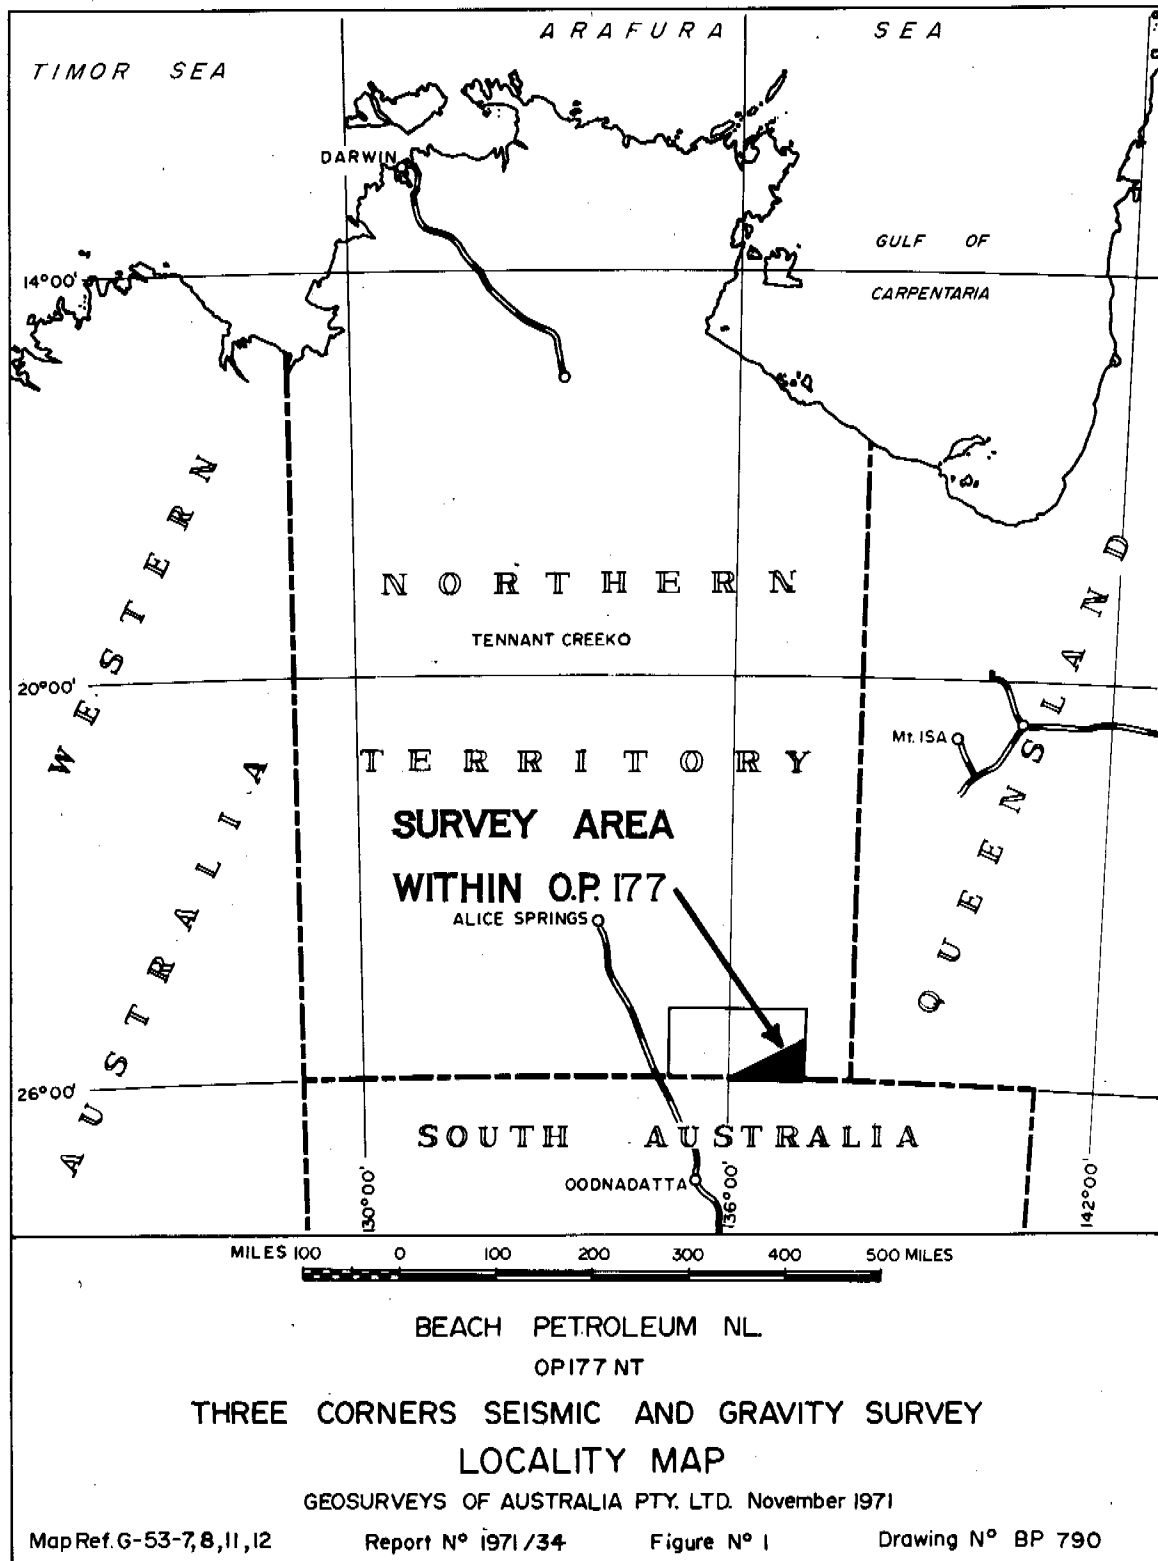 ARAFURA SEA
TIMOR SEA
DARWIN
GULF OF
CARPENTARIA
14°00'
NORTHERN
TENNANT CREEK
20°00'
WESTERN
AUSTRALIA
Mt. ISA
QUEENSLAND
TERRITORY
SURVEY AREA
WITHIN O.P. 177
ALICE SPRINGS
26°00'
SOUTH AUSTRALIA
OODNADATTA
130°00'
136°00'
142°00'
MILES 100 0 100 200 300 400 500 MILES
BEACH PETROLEUM NL.
OP177 NT
THREE CORNERS SEISMIC AND GRAVITY SURVEY
LOCALITY MAP
GEOSURVEYS OF AUSTRALIA PTY. LTD. November 1971
Map Ref. G-53-7,8,11,12 Report Nº 1971/34 Figure Nº 1 Drawing Nº BP 790